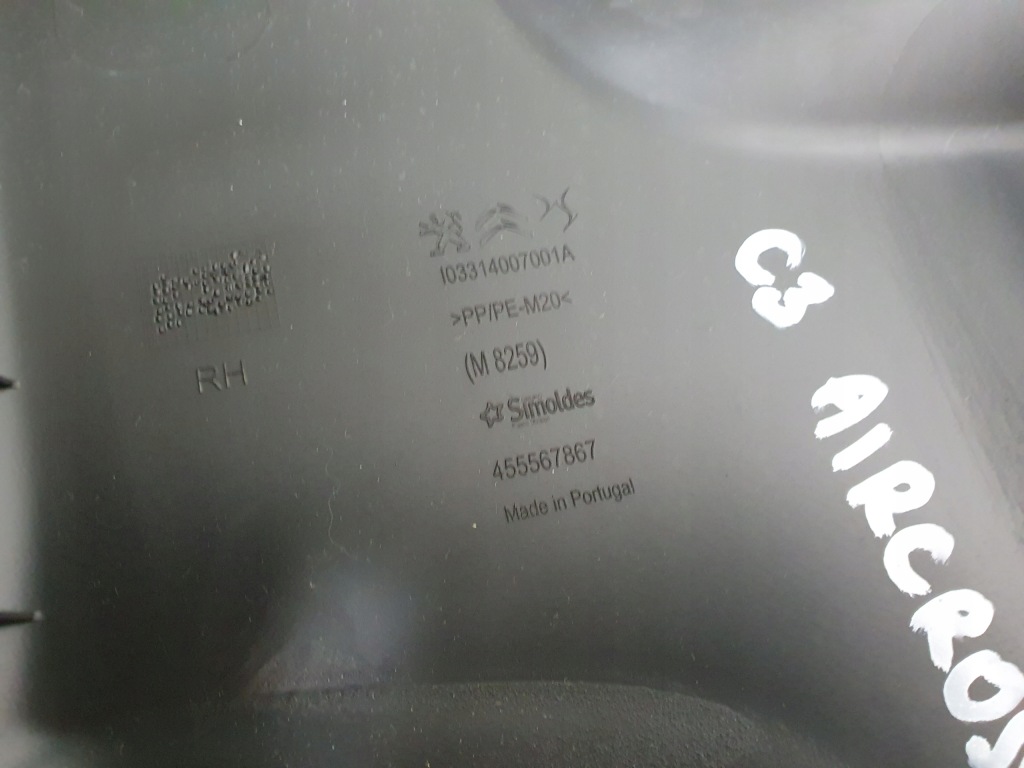 I03314007001A
>PP/PE-M20<
(M 8259)
Simoldes
455567867
Made in Portugal
RH
C3
AIRCROS